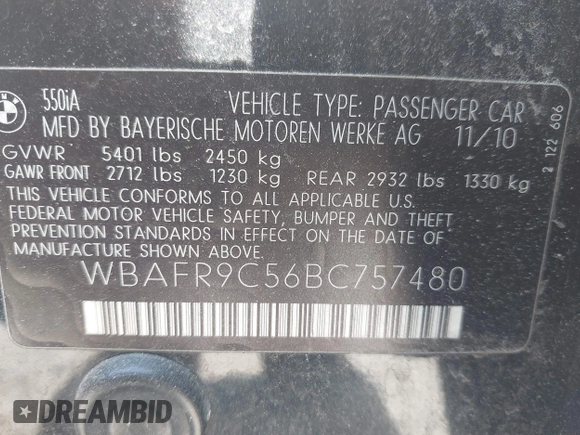 BMW
550iA VEHICLE TYPE: PASSENGER CAR
MFD BY BAYERISCHE MOTOREN WERKE AG 11/10
GVWR 5401 lbs 2450 kg
GAWR FRONT 2712 lbs 1230 kg REAR 2932 lbs 1330 kg
THIS VEHICLE CONFORMS TO ALL APPLICABLE U.S.
FEDERAL MOTOR VEHICLE SAFETY, BUMPER AND THEFT
PREVENTION STANDARDS IN EFFECT ON THE DATE OF
MANUFACTURE SHOWN ABOVE.
WBAFR9C56BC757480
2 122 606
DREAMBID